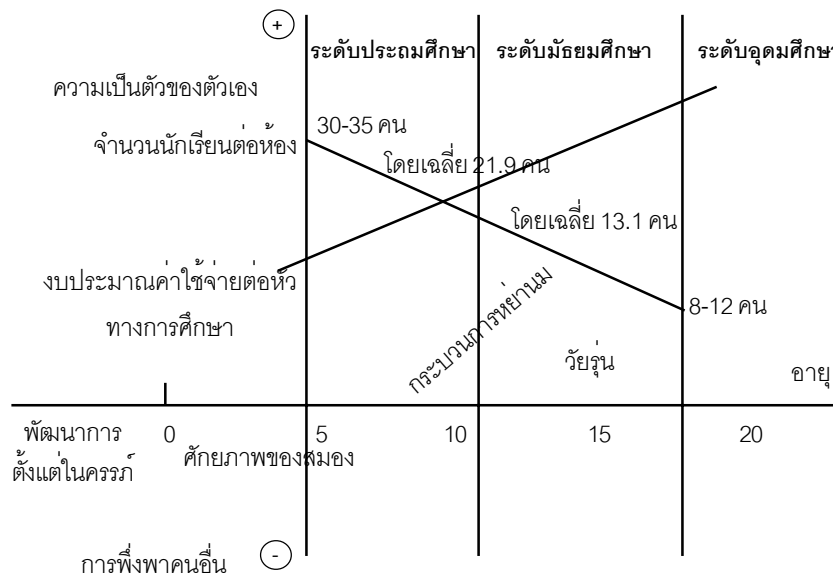 +
ระดับประถมศึกษา ระดับมัธยมศึกษา ระดับอุดมศึกษา
ความเป็นตัวของตัวเอง
30-35 คน
จำนวนนักเรียนต่อห้อง
โดยเฉลี่ย 21.9 คน
โดยเฉลี่ย 13.1 คน
งบประมาณค่าใช้จ่ายต่อหัว
ทางการศึกษา
8-12 คน
กระบวนการหย่านม
วัยรุ่น
อายุ
พัฒนาการ
ตั้งแต่ในครรภ์
0 5 10 15 20
ศักยภาพของสมอง
การพึ่งพาคนอื่น
-